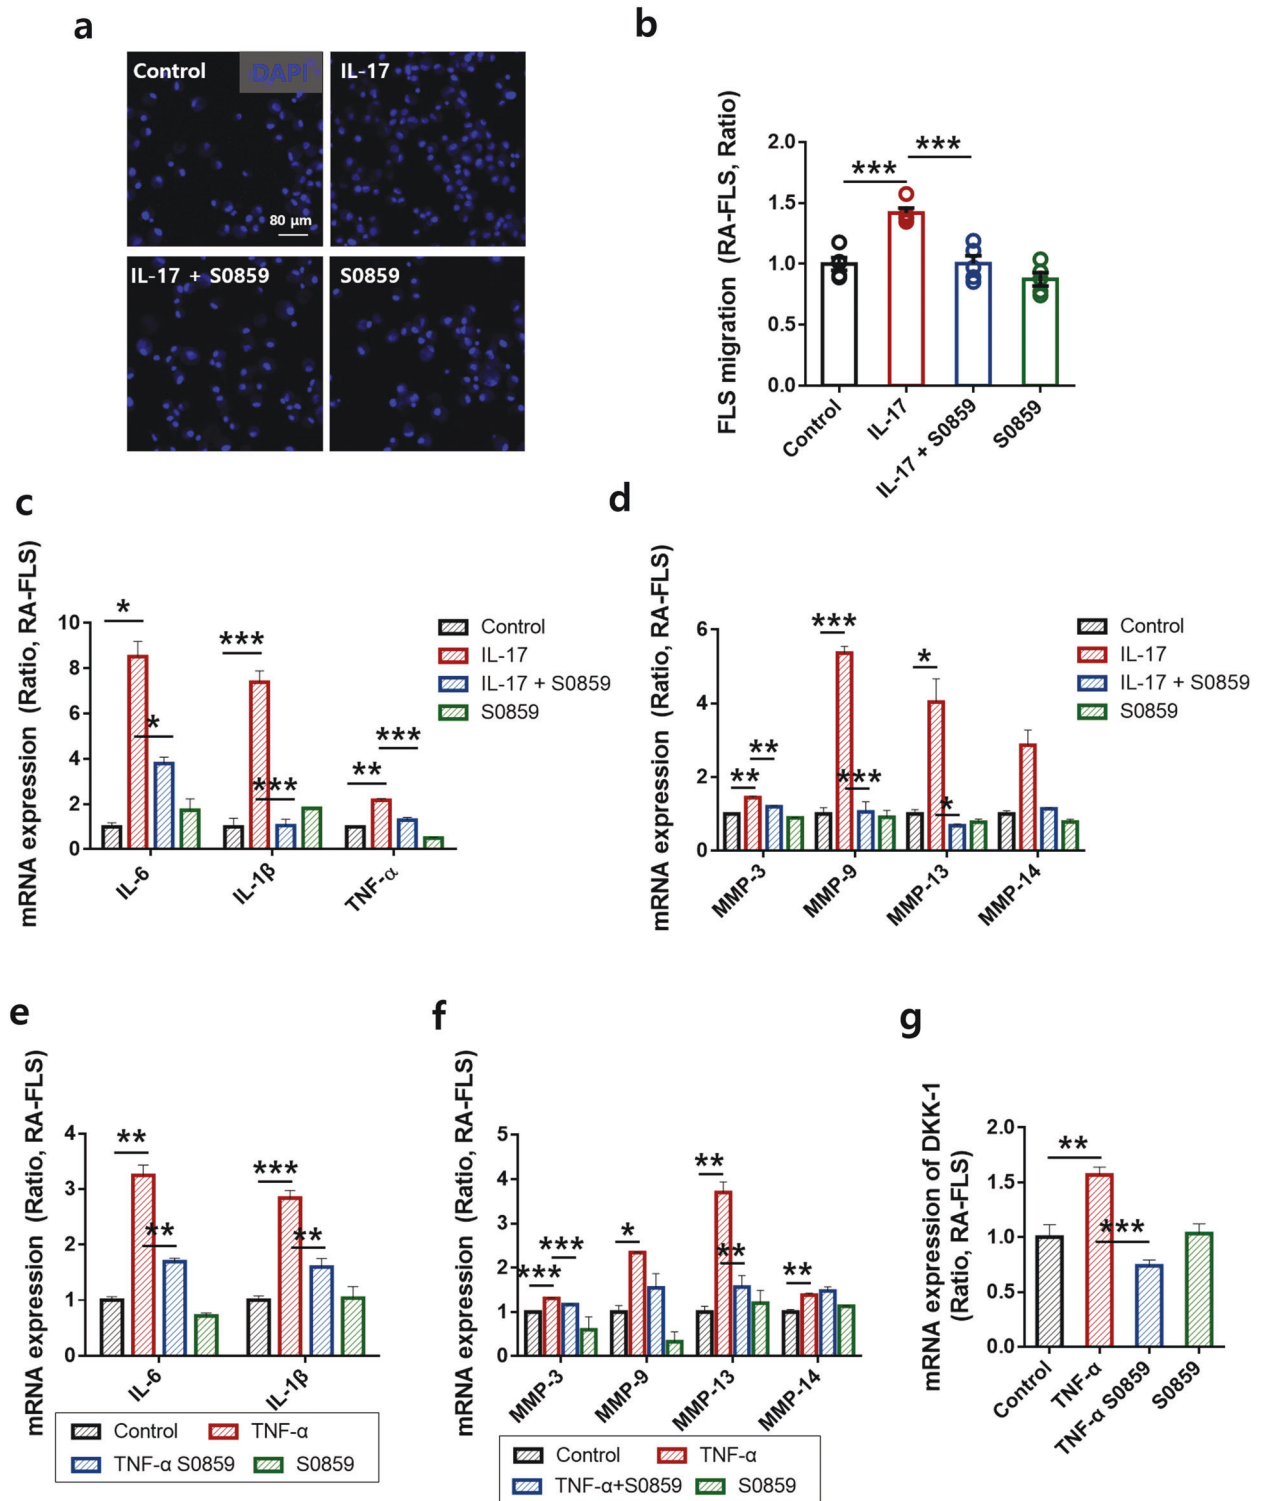 a
Control
DAPI
IL-17
80 µm
IL-17 + S0859
S0859
b
FLS migration (RA-FLS, Ratio)
2.0
1.5
1.0
0.5
0.0
***
***
Control
IL-17
IL-17 + S0859
S0859
c
mRNA expression (Ratio, RA-FLS)
10
8
6
4
2
0
*
*
***
***
**
***
IL-6
IL-1β
TNF-α
Control
IL-17
IL-17 + S0859
S0859
d
mRNA expression (Ratio, RA-FLS)
6
4
2
0
**
**
***
***
*
*
MMP-3
MMP-9
MMP-13
MMP-14
Control
IL-17
IL-17 + S0859
S0859
e
mRNA expression (Ratio, RA-FLS)
4
3
2
1
0
**
**
***
**
IL-6
IL-1β
Control
TNF-α
TNF-α S0859
S0859
f
mRNA expression (Ratio, RA-FLS)
5
4
3
2
1
0
***
***
*
**
**
**
MMP-3
MMP-9
MMP-13
MMP-14
Control
TNF-α
TNF-α+S0859
S0859
g
mRNA expression of DKK-1
(Ratio, RA-FLS)
2.0
1.5
1.0
0.5
0.0
**
***
Control
TNF-α
TNF-α S0859
S0859